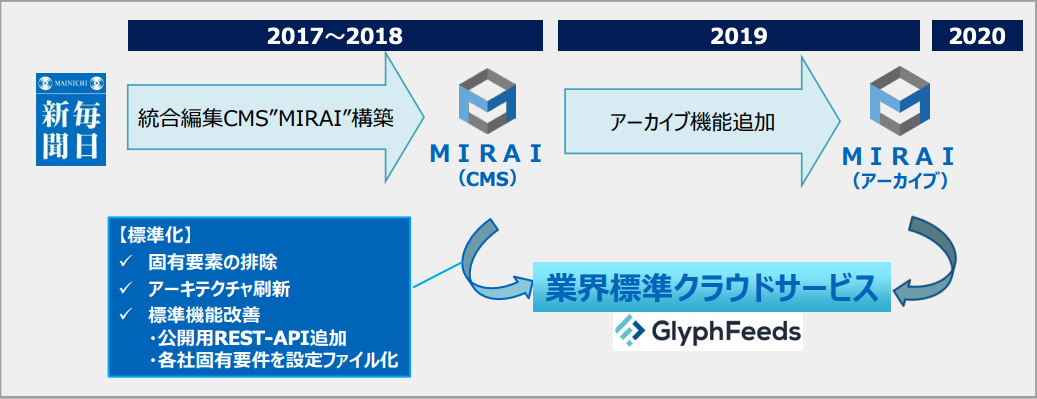 2017～2018
2019
2020
MAINICHI
毎日
新聞
統合編集CMS”MIRAI”構築
ＭＩＲＡＩ
（CMS）
アーカイブ機能追加
ＭＩＲＡＩ
（アーカイブ）
【標準化】
✓ 固有要素の排除
✓ アーキテクチャ刷新
✓ 標準機能改善
・公開用REST-API追加
・各社固有要件を設定ファイル化
業界標準クラウドサービス
GlyphFeeds